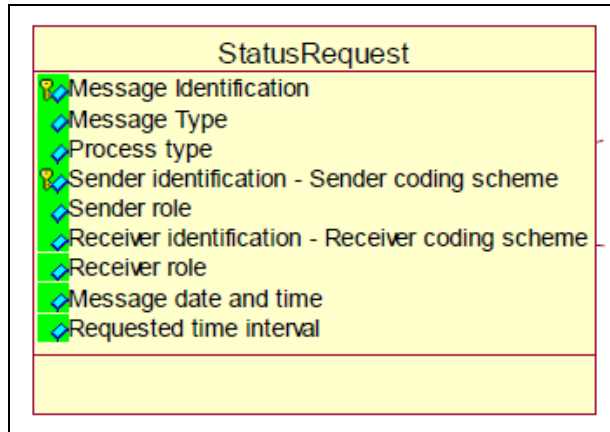 StatusRequest
Message Identification
Message Type
Process type
Sender identification - Sender coding scheme
Sender role
Receiver identification - Receiver coding scheme
Receiver role
Message date and time
Requested time interval